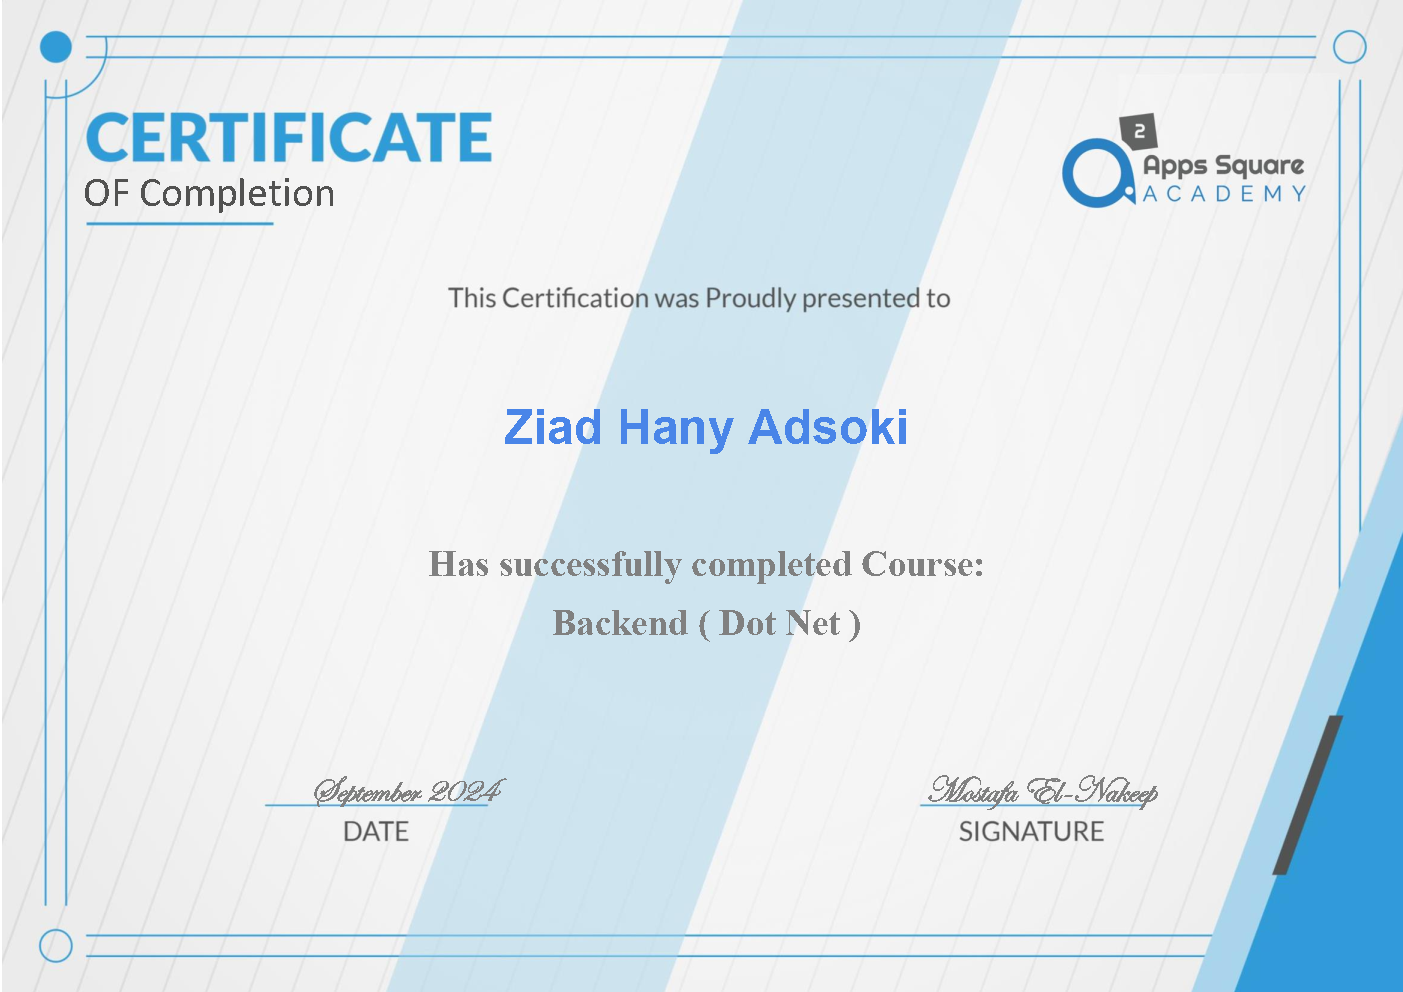 CERTIFICATE
OF Completion
2
Apps Square
ACADEMY
This Certification was Proudly presented to
Ziad Hany Adsoki
Has successfully completed Course:
Backend ( Dot Net )
September 2024
DATE
Mostafa El-Nakeep
SIGNATURE